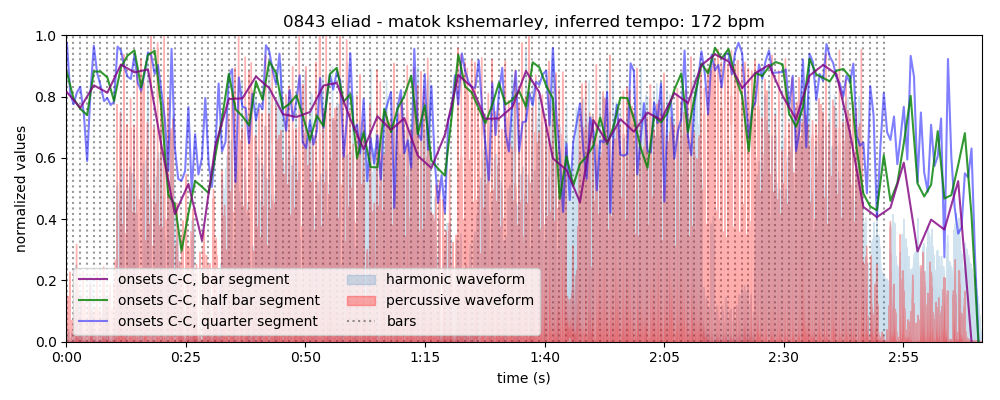 0843 eliad - matok kshemarley, inferred tempo: 172 bpm
1.0
0.8
0.6
0.4
0.2
0.0
normalized values
onsets C-C, bar segment
onsets C-C, half bar segment
onsets C-C, quarter segment
harmonic waveform
percussive waveform
bars
0:00 0:25 0:50 1:15 1:40 2:05 2:30 2:55
time (s)